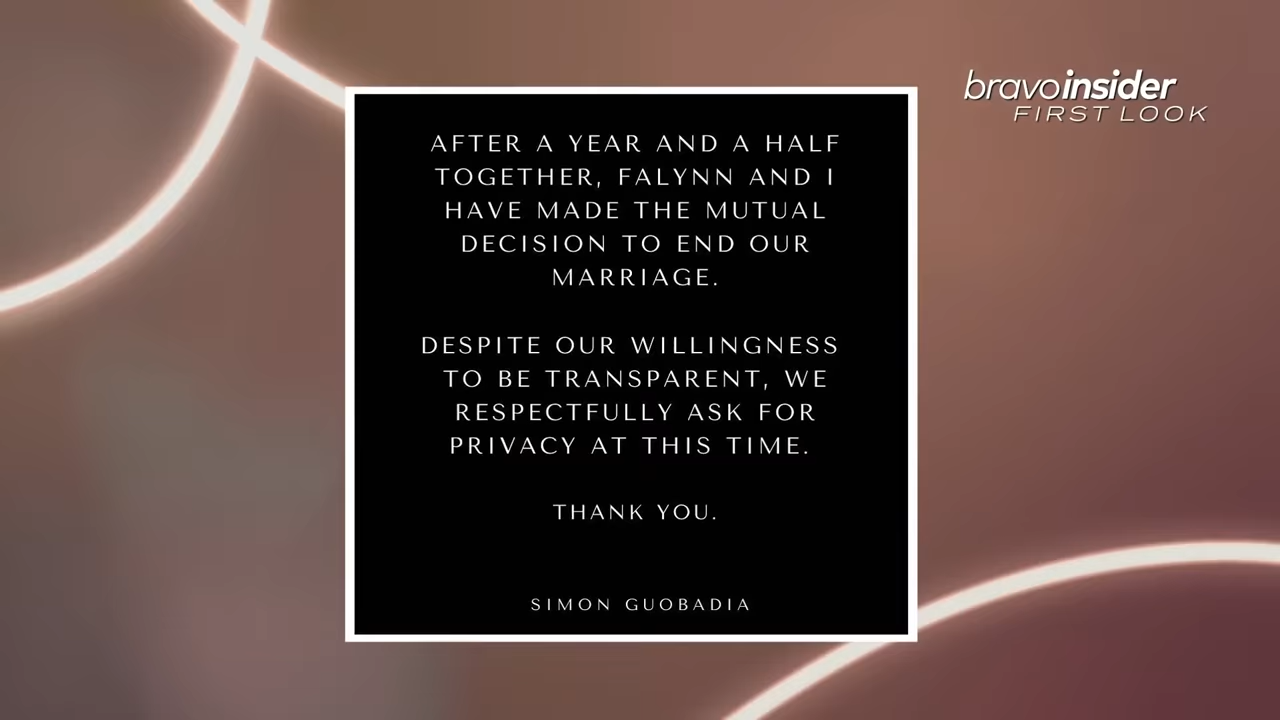 bravoinsider
FIRST LOOK
AFTER A YEAR AND A HALF
TOGETHER, FALYNN AND I
HAVE MADE THE MUTUAL
DECISION TO END OUR
MARRIAGE.
DESPITE OUR WILLINGNESS
TO BE TRANSPARENT, WE
RESPECTFULLY ASK FOR
PRIVACY AT THIS TIME.
THANK YOU.
SIMON GUOBADIA